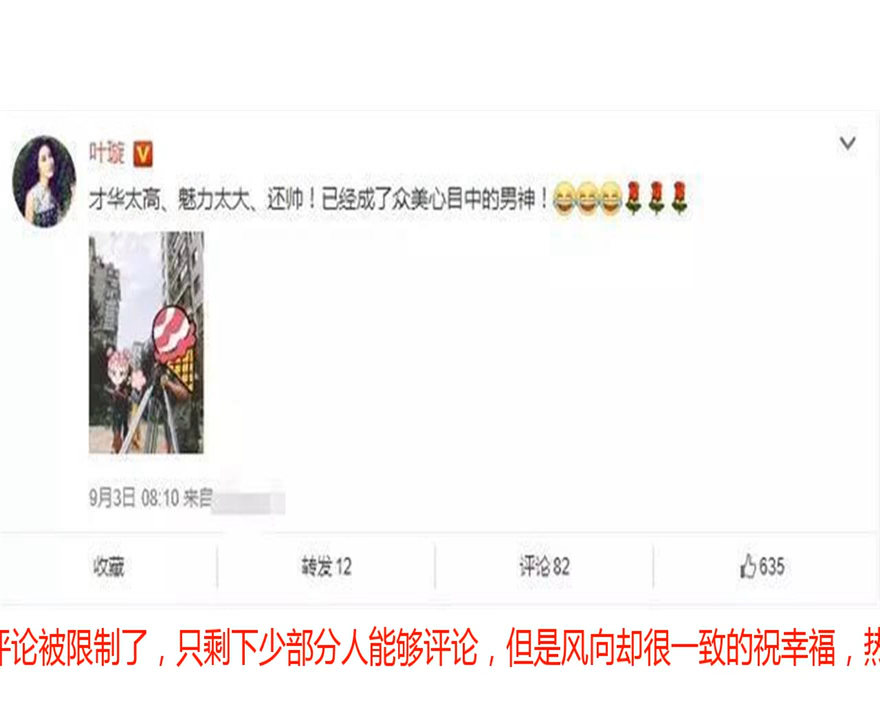 叶璇
才华太高、魅力太大、还帅！已经成了众美心目中的男神！😂😂😂🌹🌹🌹
9月3日 08:10 来自
收藏 转发 12 评论 82 635
评论被限制了，只剩下少部分人能够评论，但是风向却很一致的祝幸福，热